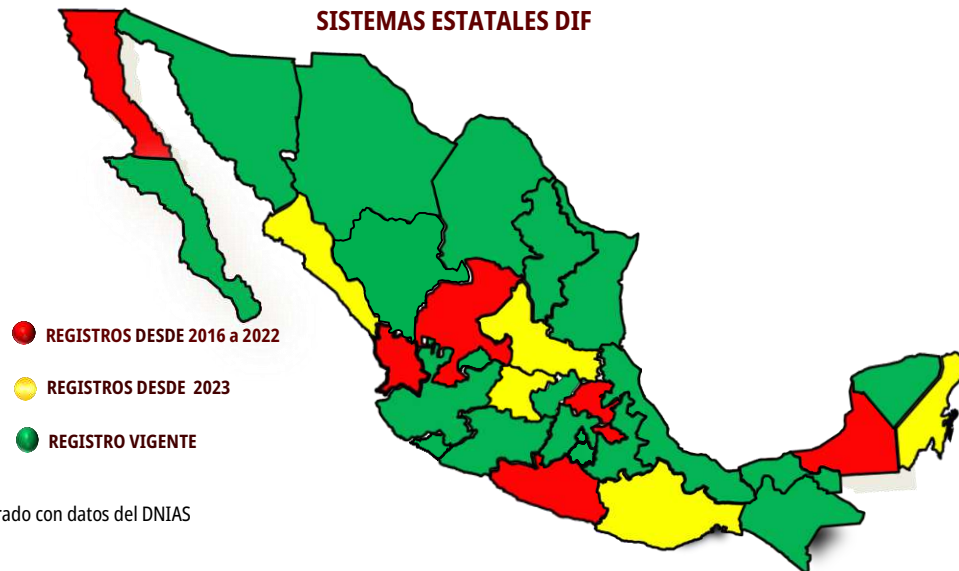 SISTEMAS ESTATALES DIF
REGISTROS DESDE 2016 a 2022
REGISTROS DESDE 2023
REGISTRO VIGENTE
rado con datos del DNIAS